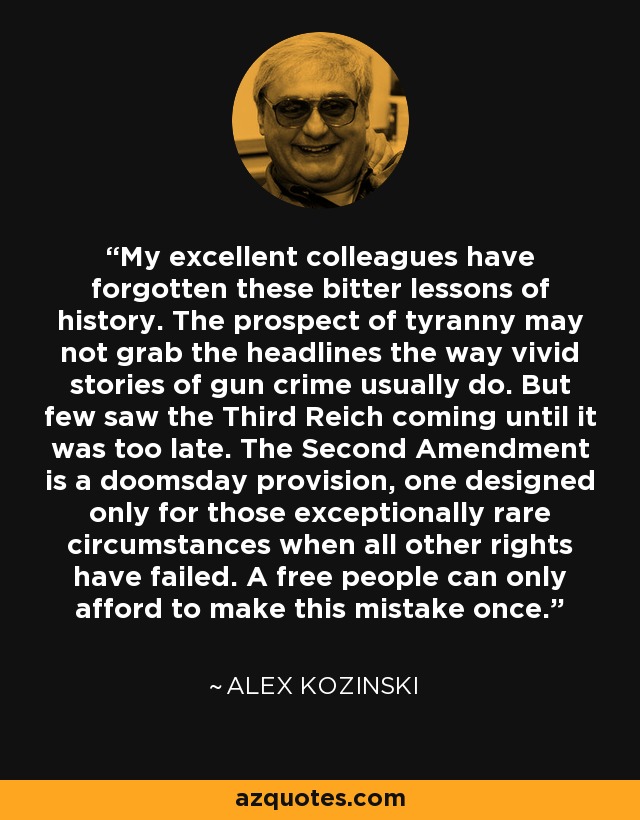 “My excellent colleagues have
forgotten these bitter lessons of
history. The prospect of tyranny may
not grab the headlines the way vivid
stories of gun crime usually do. But
few saw the Third Reich coming until it
was too late. The Second Amendment
is a doomsday provision, one designed
only for those exceptionally rare
circumstances when all other rights
have failed. A free people can only
afford to make this mistake once.”
~ ALEX KOZINSKI
azquotes.com